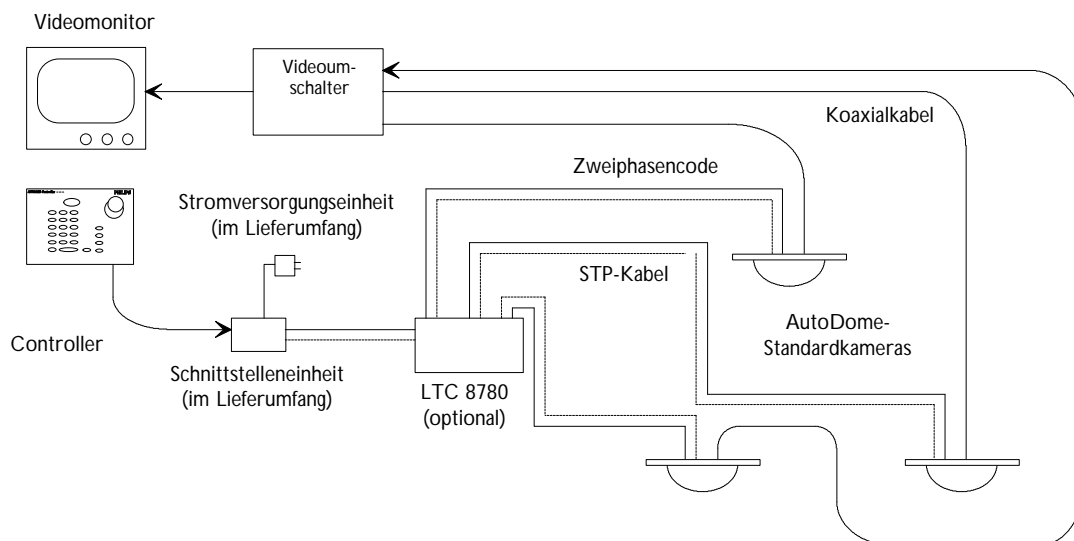 Videomonitor
Videoum-
schalter
Koaxialkabel
Zweiphasencode
PHILIPS
Stromversorgungseinheit
(im Lieferumfang)
STP-Kabel
AutoDome-
Standardkameras
Controller
Schnittstelleneinheit
(im Lieferumfang)
LTC 8780
(optional)